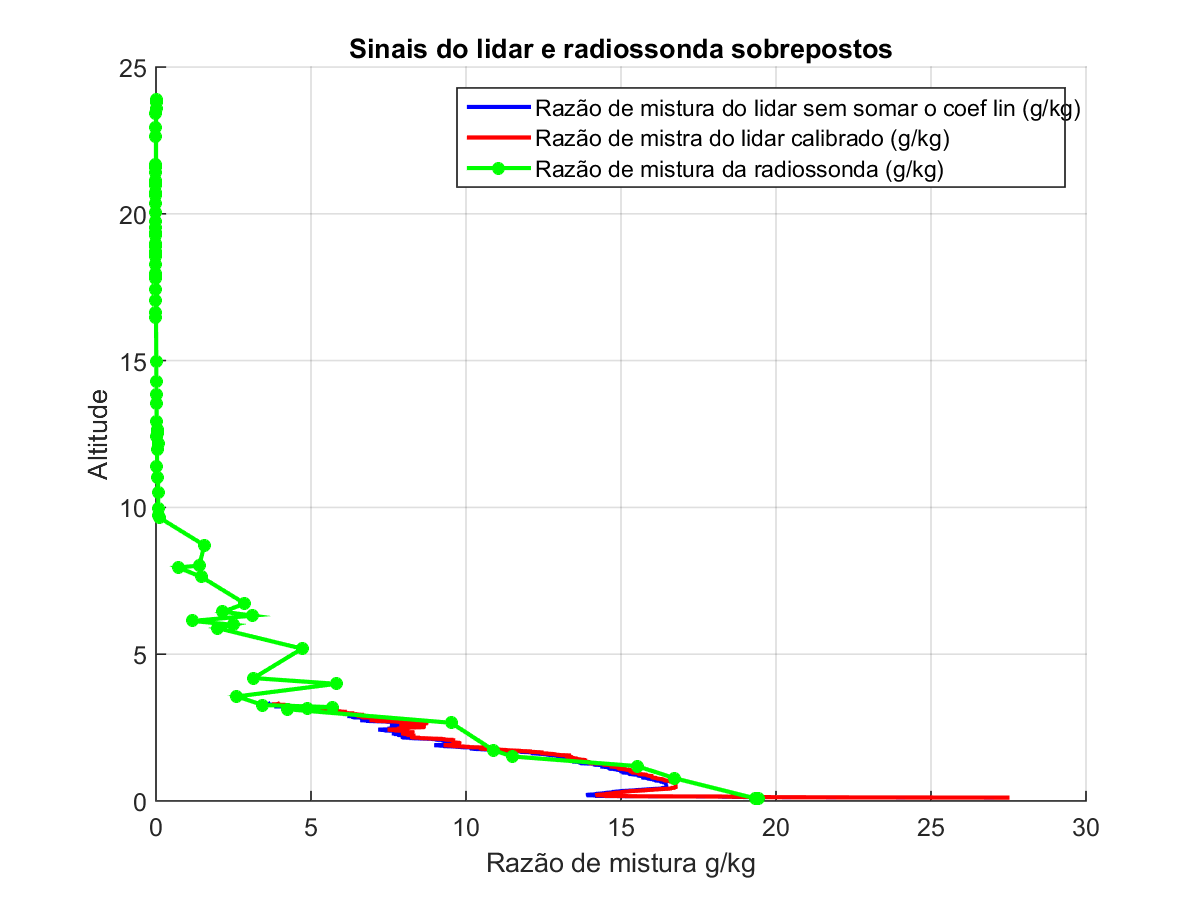 Sinais do lidar e radiossonda sobrepostos
25
Razão de mistura do lidar sem somar o coef lin (g/kg)
Razão de mistra do lidar calibrado (g/kg)
Razão de mistura da radiossonda (g/kg)
20
15
Altitude
10
5
0
0 5 10 15 20 25 30
Razão de mistura g/kg